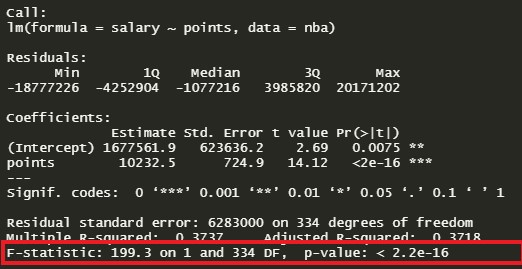 Call:
lm(formula = salary ~ points, data = nba)
Residuals:
Min 1Q Median 3Q Max
-18777226 -4252904 -1077216 3985820 20171202
Coefficients:
Estimate Std. Error t value Pr(>|t|)
(Intercept) 1677561.9 623636.2 2.69 0.0075 **
points 10232.5 724.9 14.12 <2e-16 ***
---
Signif. codes: 0 ‘***’ 0.001 ‘**’ 0.01 ‘*’ 0.05 ‘.’ 0.1 ‘ ’ 1
Residual standard error: 6283000 on 334 degrees of freedom
Multiple R-squared: 0.3737 Adjusted R-squared: 0.3718
F-statistic: 199.3 on 1 and 334 DF, p-value: < 2.2e-16